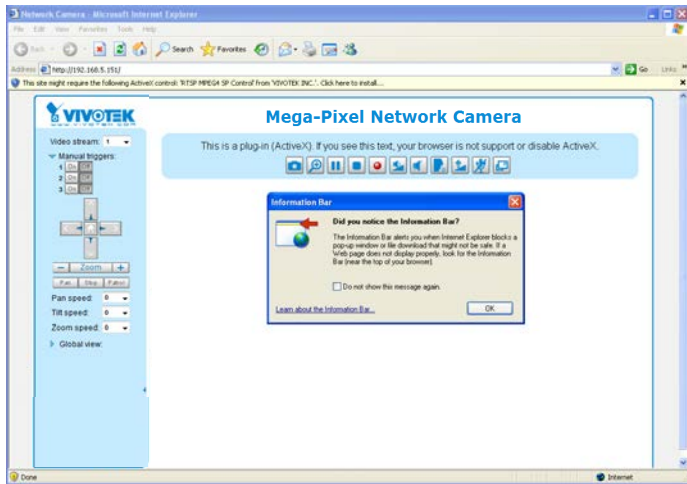 Network Camera - Microsoft Internet Explorer
File Edit View Favorites Tools Help
Back Search Favorites
Address http://192.168.5.151/ Go Links
This site might require the following ActiveX control: 'RTSP MPEG4 SP Control' from 'VIVOTEK INC.'. Click here to install...
VIVOTEK
Mega-Pixel Network Camera
Video stream: 1
This is a plug-in (ActiveX). If you see this text, your browser is not support or disable ActiveX.
Manual triggers:
1 On Off
2 On Off
3 On Off
Information Bar
Did you notice the Information Bar?
The Information Bar alerts you when Internet Explorer blocks a
pop-up window or file download that might not be safe. If a
Web page does not display properly, look for the Information
Bar (near the top of your browser).
Do not show this message again.
Learn about the Information Bar...
OK
Zoom
Pan Stop Patrol
Pan speed: 0
Tilt speed: 0
Zoom speed: 0
Global view:
Done
Internet